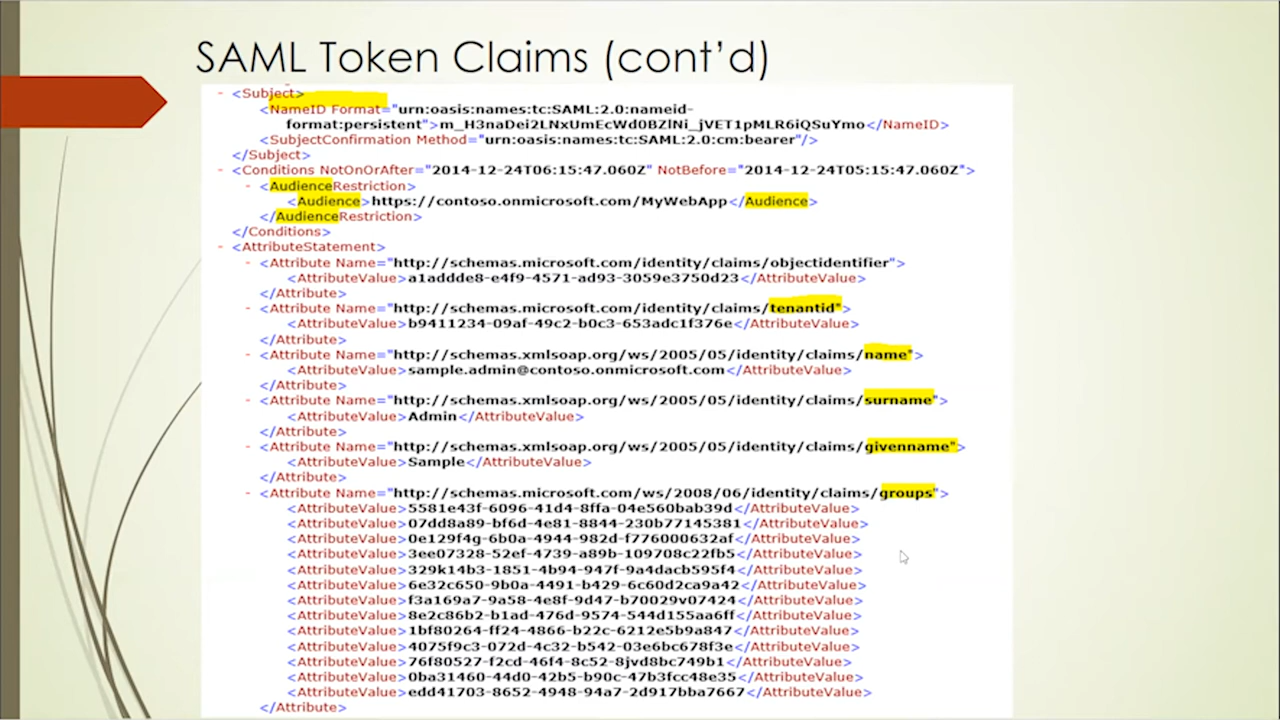 SAML Token Claims (cont’d)
- <Subject>
<NameID Format="urn:oasis:names:tc:SAML:2.0:nameid-
format:persistent">m_H3naDei2LNxUmEcWd0BZlNi_jVET1pMLR6iQSuYmo</NameID>
<SubjectConfirmation Method="urn:oasis:names:tc:SAML:2.0:cm:bearer"/>
</Subject>
- <Conditions NotOnOrAfter="2014-12-24T06:15:47.060Z" NotBefore="2014-12-24T05:15:47.060Z">
- <AudienceRestriction>
<Audience>https://contoso.onmicrosoft.com/MyWebApp</Audience>
</AudienceRestriction>
</Conditions>
- <AttributeStatement>
- <Attribute Name="http://schemas.microsoft.com/identity/claims/objectidentifier">
<AttributeValue>a1addde8-e4f9-4571-ad93-3059e3750d23</AttributeValue>
</Attribute>
- <Attribute Name="http://schemas.microsoft.com/identity/claims/tenantid">
<AttributeValue>b9411234-09af-49c2-b0c3-653adc1f376e</AttributeValue>
</Attribute>
- <Attribute Name="http://schemas.xmlsoap.org/ws/2005/05/identity/claims/name">
<AttributeValue>sample.admin@contoso.onmicrosoft.com</AttributeValue>
</Attribute>
- <Attribute Name="http://schemas.xmlsoap.org/ws/2005/05/identity/claims/surname">
<AttributeValue>Admin</AttributeValue>
</Attribute>
- <Attribute Name="http://schemas.xmlsoap.org/ws/2005/05/identity/claims/givenname">
<AttributeValue>Sample</AttributeValue>
</Attribute>
- <Attribute Name="http://schemas.microsoft.com/ws/2008/06/identity/claims/groups">
<AttributeValue>5581e43f-6096-41d4-8ffa-04e560bab39d</AttributeValue>
<AttributeValue>07dd8a89-bf6d-4e81-8844-230b77145381</AttributeValue>
<AttributeValue>0e129f4g-6b0a-4944-982d-f776000632af</AttributeValue>
<AttributeValue>3ee07328-52ef-4739-a89b-109708c22fb5</AttributeValue>
<AttributeValue>329k14b3-1851-4b94-947f-9a4dacb595f4</AttributeValue>
<AttributeValue>6e32c650-9b0a-4491-b429-6c60d2ca9a42</AttributeValue>
<AttributeValue>f3a169a7-9a58-4e8f-9d47-b70029v07424</AttributeValue>
<AttributeValue>8e2c86b2-b1ad-476d-9574-544d155aa6ff</AttributeValue>
<AttributeValue>1bf80264-ff24-4866-b22c-6212e5b9a847</AttributeValue>
<AttributeValue>4075f9c3-072d-4c32-b542-03e6bc678f3e</AttributeValue>
<AttributeValue>76f80527-f2cd-46f4-8c52-8jvd8bc749b1</AttributeValue>
<AttributeValue>0ba31460-44d0-42b5-b90c-47b3fcc48e35</AttributeValue>
<AttributeValue>edd41703-8652-4948-94a7-2d917bba7667</AttributeValue>
</Attribute>